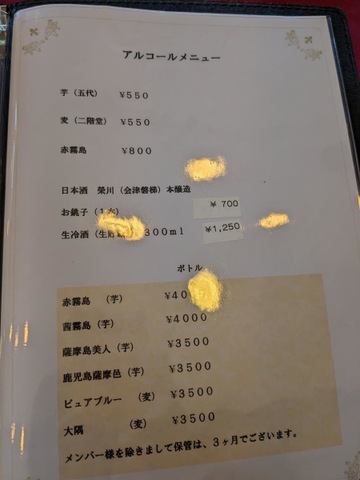 アルコールメニュー
芋（五代） ¥550
麦（二階堂） ¥550
赤霧島 ¥800
日本酒 榮川（会津磐梯）本醸造
お銚子（1本） ¥700
生冷酒 300ml ¥1,250
ボトル
赤霧島 （芋）
茜霧島（芋） ¥4000
薩摩島美人（芋） ¥3500
鹿児島薩摩邑（芋） ¥3500
ピュアブルー （麦） ¥3500
大隅 （麦） ¥3500
メンバー様を除きまして保管は、3ヶ月でございます。